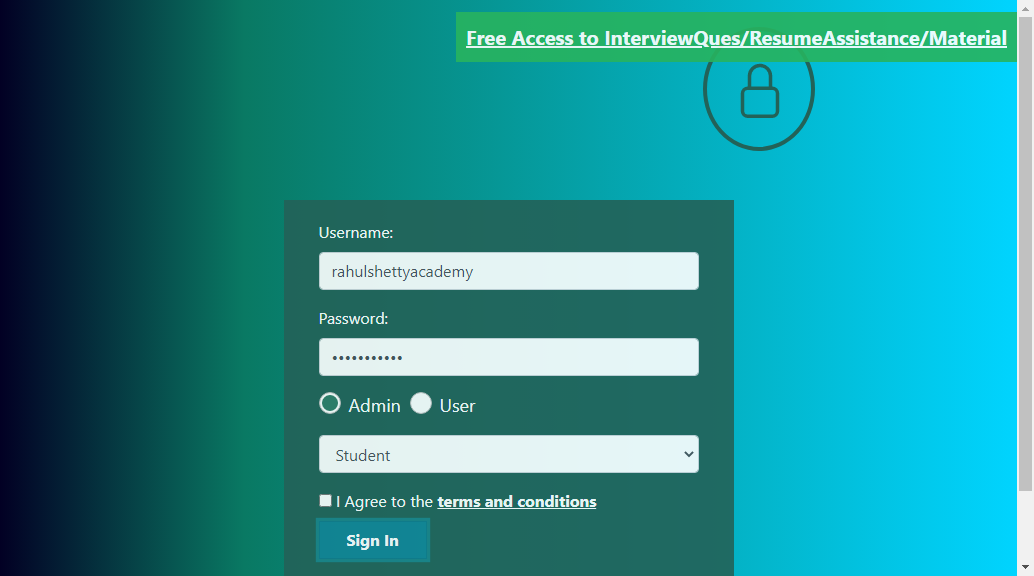 Free Access to InterviewQues/ResumeAssistance/Material
Username:
rahulshettyacademy
Password:
•••••••••••
Admin User
Student
I Agree to the terms and conditions
Sign In